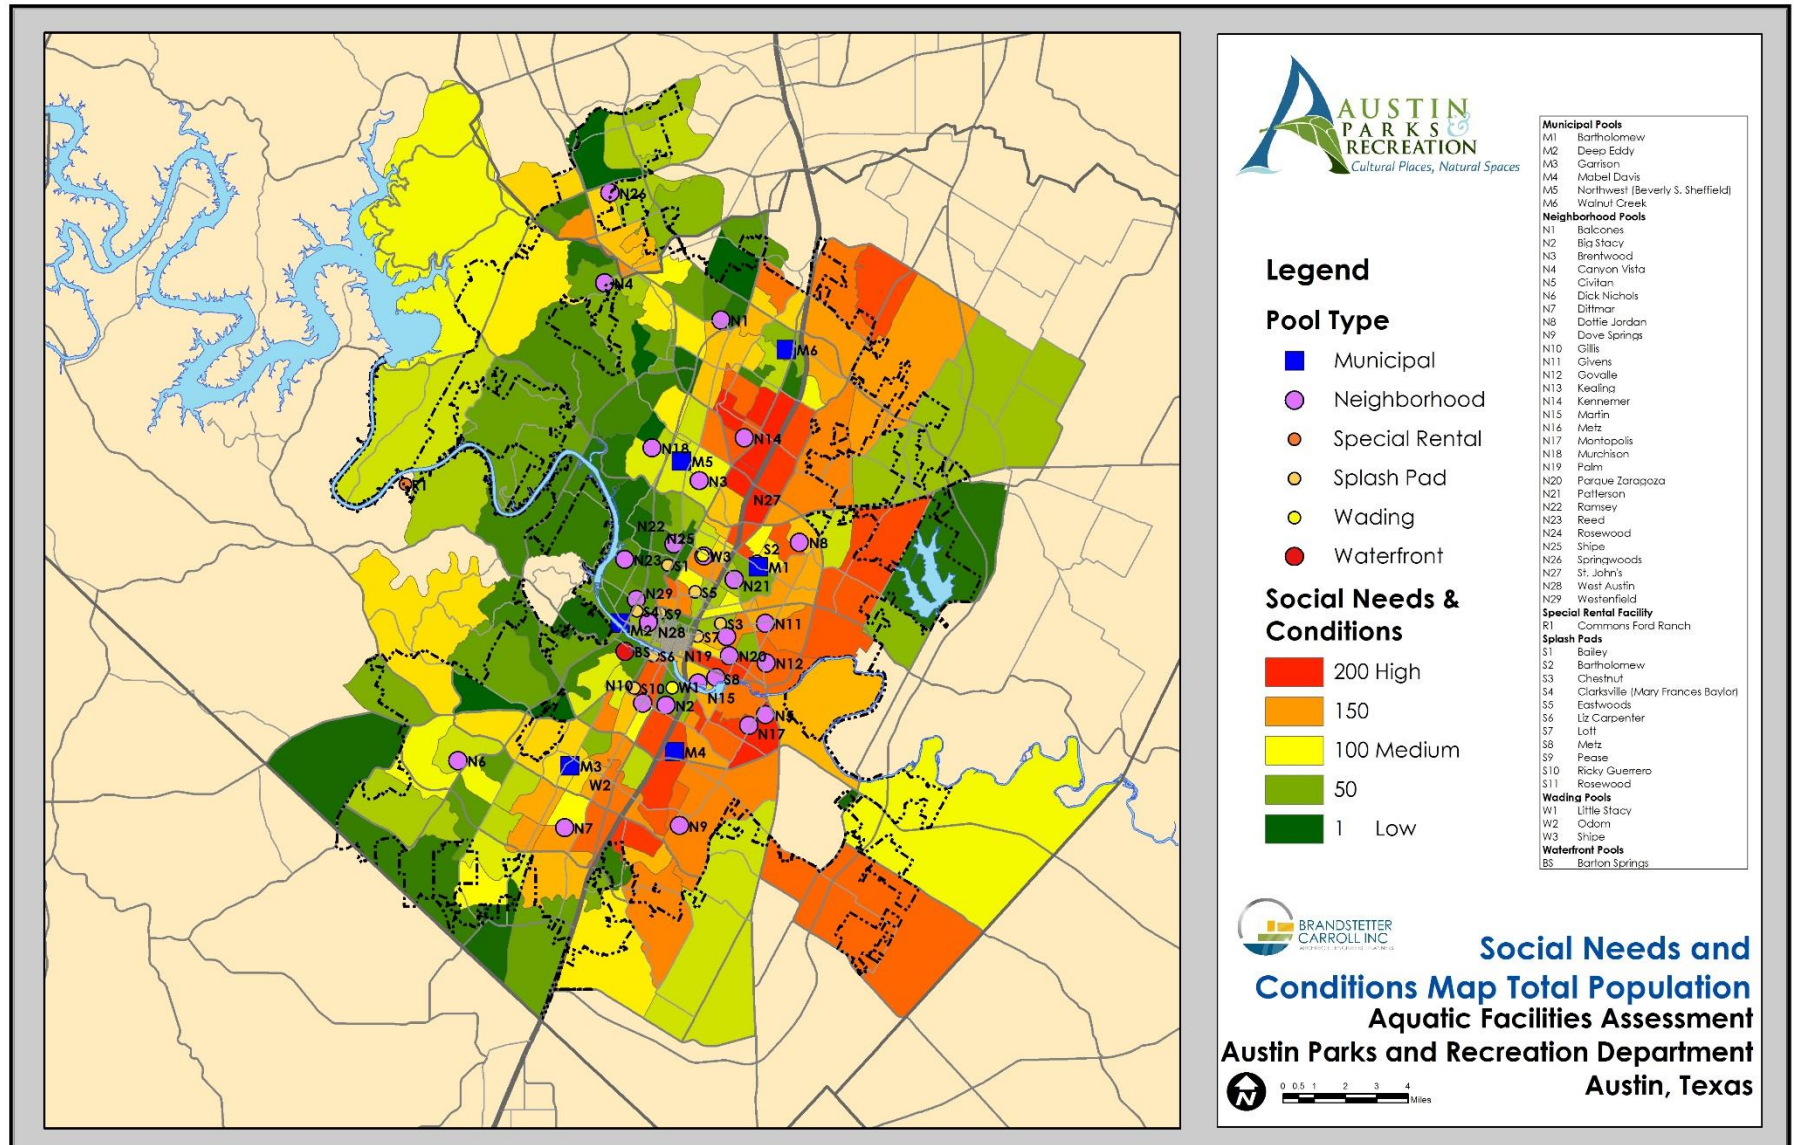 N26
N4
N1
M6
N14
N18
M5
N3
R1
N27
N22
N25
N8
S2
W3
N23
S1
M1
N21
N29
S5
S4
S9
S3
N11
M2
N28
S7
BS
S6
N19
N20
N12
N10
S10
W1
S8
N15
N2
N5
N17
M4
N6
M3
W2
N7
N9
AUSTIN
PARKS &
RECREATION
Cultural Places, Natural Spaces
Legend
Pool Type
Municipal
Neighborhood
Special Rental
Splash Pad
Wading
Waterfront
Social Needs &
Conditions
200 High
150
100 Medium
50
1 Low
Municipal Pools
M1 Bartholomew
M2 Deep Eddy
M3 Garrison
M4 Mabel Davis
M5 Northwest (Beverly S. Sheffield)
M6 Walnut Creek
Neighborhood Pools
N1 Balcones
N2 Big Stacy
N3 Brentwood
N4 Canyon Vista
N5 Civitan
N6 Dick Nichols
N7 Dittmar
N8 Dottie Jordan
N9 Dove Springs
N10 Gillis
N11 Givens
N12 Govalle
N13 Kealing
N14 Kennemer
N15 Martin
N16 Metz
N17 Montopolis
N18 Murchison
N19 Palm
N20 Parque Zaragoza
N21 Patterson
N22 Ramsey
N23 Reed
N24 Rosewood
N25 Shipe
N26 Springwoods
N27 St. John's
N28 West Austin
N29 Westenfield
Special Rental Facility
R1 Commons Ford Ranch
Splash Pads
S1 Bailey
S2 Bartholomew
S3 Chestnut
S4 Clarksville (Mary Frances Baylor)
S5 Eastwoods
S6 Liz Carpenter
S7 Lott
S8 Metz
S9 Pease
S10 Ricky Guerrero
S11 Rosewood
Wading Pools
W1 Little Stacy
W2 Odom
W3 Shipe
Waterfront Pools
BS Barton Springs
BRANDSTETTER
CARROLL INC
Social Needs and
Conditions Map Total Population
Aquatic Facilities Assessment
Austin Parks and Recreation Department
Austin, Texas
N
0 0.5 1 2 3 4
Miles